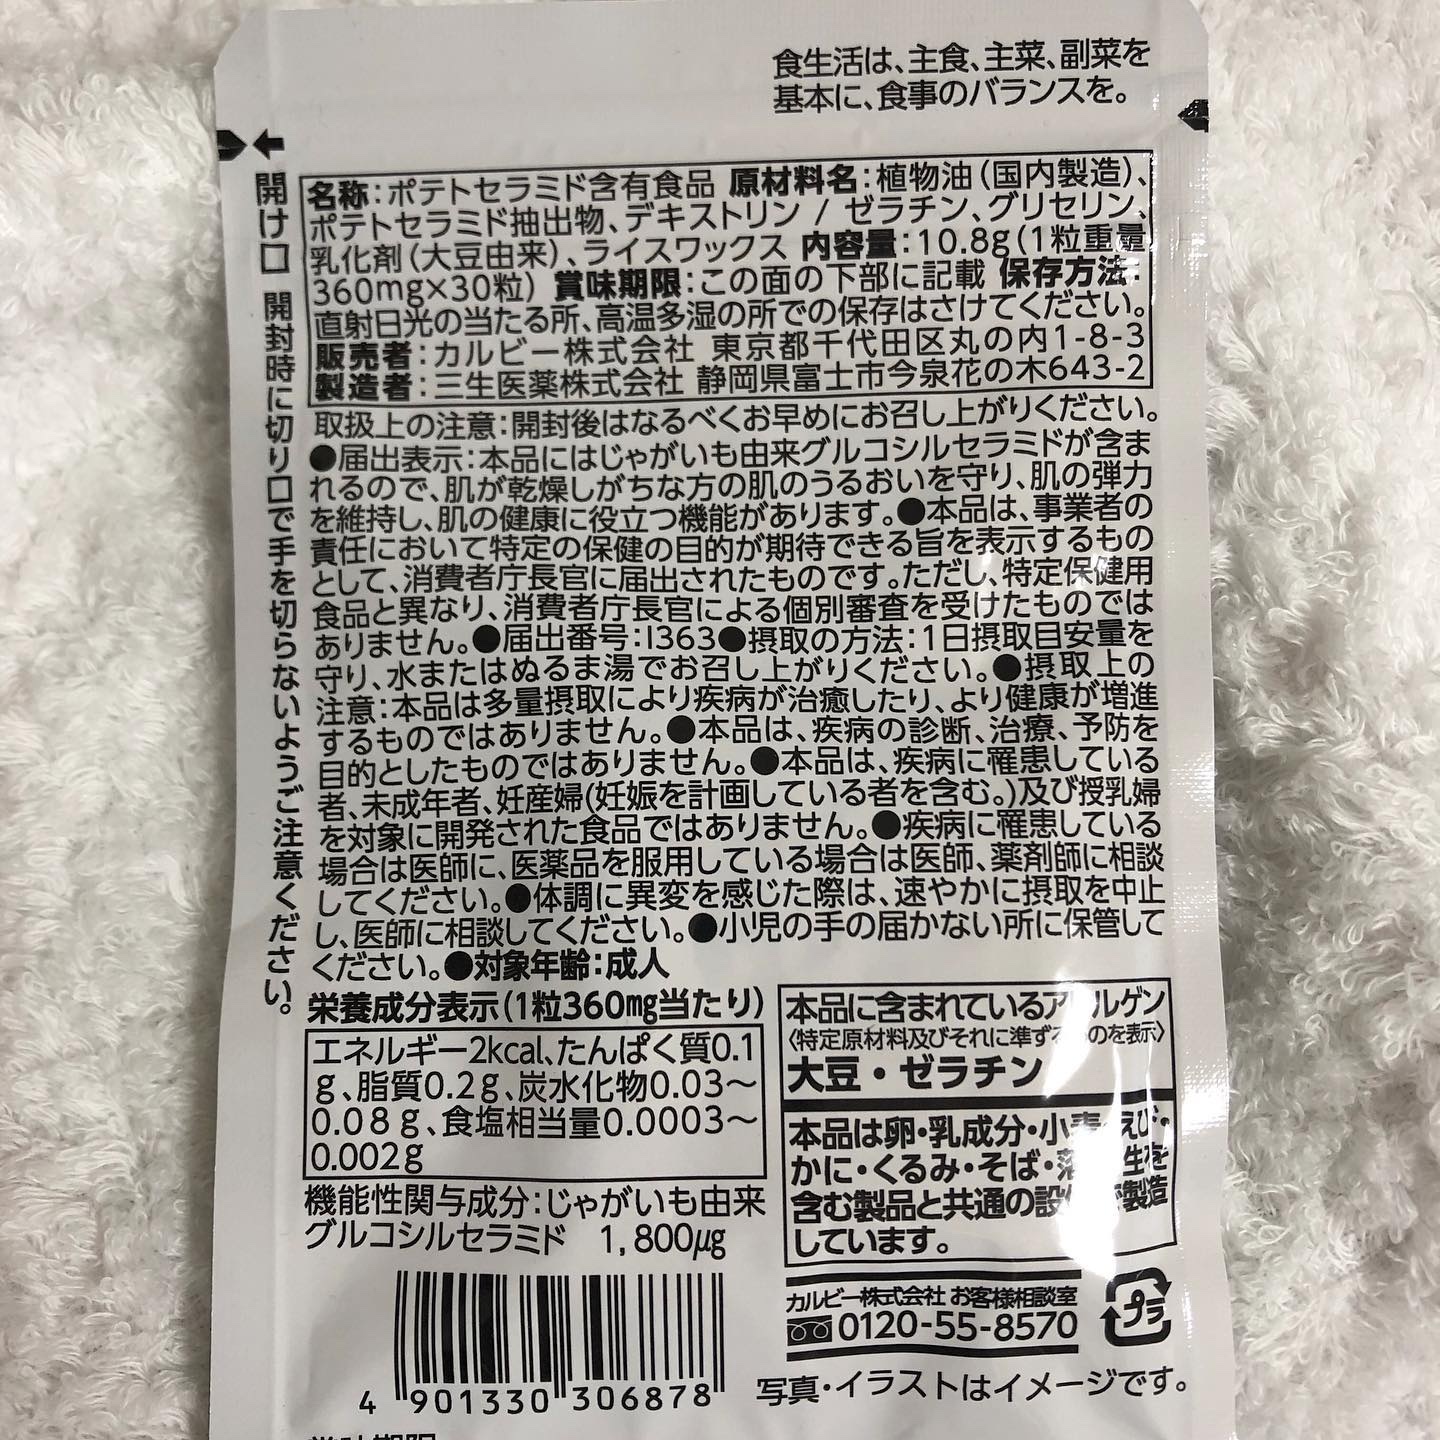 食生活は、主食、主菜、副菜を
基本に、食事のバランスを。
開け口 開封時に切り口で手を切らないようご注意ください。
名称:ポテトセラミド含有食品 原材料名:植物油(国内製造)、
ポテトセラミド抽出物、デキストリン / ゼラチン、グリセリン、
乳化剤(大豆由来)、ライスワックス 内容量:10.8g(1粒重量
360mg×30粒) 賞味期限:この面の下部に記載 保存方法:
直射日光の当たる所、高温多湿の所での保存はさけてください。
販売者:カルビー株式会社 東京都千代田区丸の内1-8-3
製造者:三生医薬株式会社 静岡県富士市今泉花の木643-2
取扱上の注意:開封後はなるべくお早めにお召し上がりください。
●届出表示:本品にはじゃがいも由来グルコシルセラミドが含ま
れるので、肌が乾燥しがちな方の肌のうるおいを守り、肌の弾力
を維持し、肌の健康に役立つ機能があります。●本品は、事業者の
責任において特定の保健の目的が期待できる旨を表示するもの
として、消費者庁長官に届出されたものです。ただし、特定保健用
食品と異なり、消費者庁長官による個別審査を受けたものでは
ありません。●届出番号:I363●摂取の方法:1日摂取目安量を
守り、水またはぬるま湯でお召し上がりください。●摂取上の
注意:本品は多量摂取により疾病が治癒したり、より健康が増進
するものではありません。●本品は、疾病の診断、治療、予防を
目的としたものではありません。●本品は、疾病に罹患している
者、未成年者、妊産婦(妊娠を計画している者を含む。)及び授乳婦
を対象に開発された食品ではありません。●疾病に罹患している
場合は医師に、医薬品を服用している場合は医師、薬剤師に相談
してください。●体調に異変を感じた際は、速やかに摂取を中止
し、医師に相談してください。●小児の手の届かない所に保管して
ください。●対象年齢:成人
栄養成分表示(1粒360mg当たり)
エネルギー2kcal、たんぱく質0.1
g、脂質0.2g、炭水化物0.03〜
0.08g、食塩相当量0.0003〜
0.002g
機能性関与成分:じゃがいも由来
グルコシルセラミド 1,800μg
4 901330 306878
本品に含まれているアレルゲン
〈特定原材料及びそれに準ずるものを表示〉
大豆・ゼラチン
本品は卵・乳成分・小麦・えび・
かに・くるみ・そば・落花生を
含む製品と共通の設備で製造
しています。
カルビー株式会社 お客様相談室
0120-55-8570
プラ
写真・イラストはイメージです。